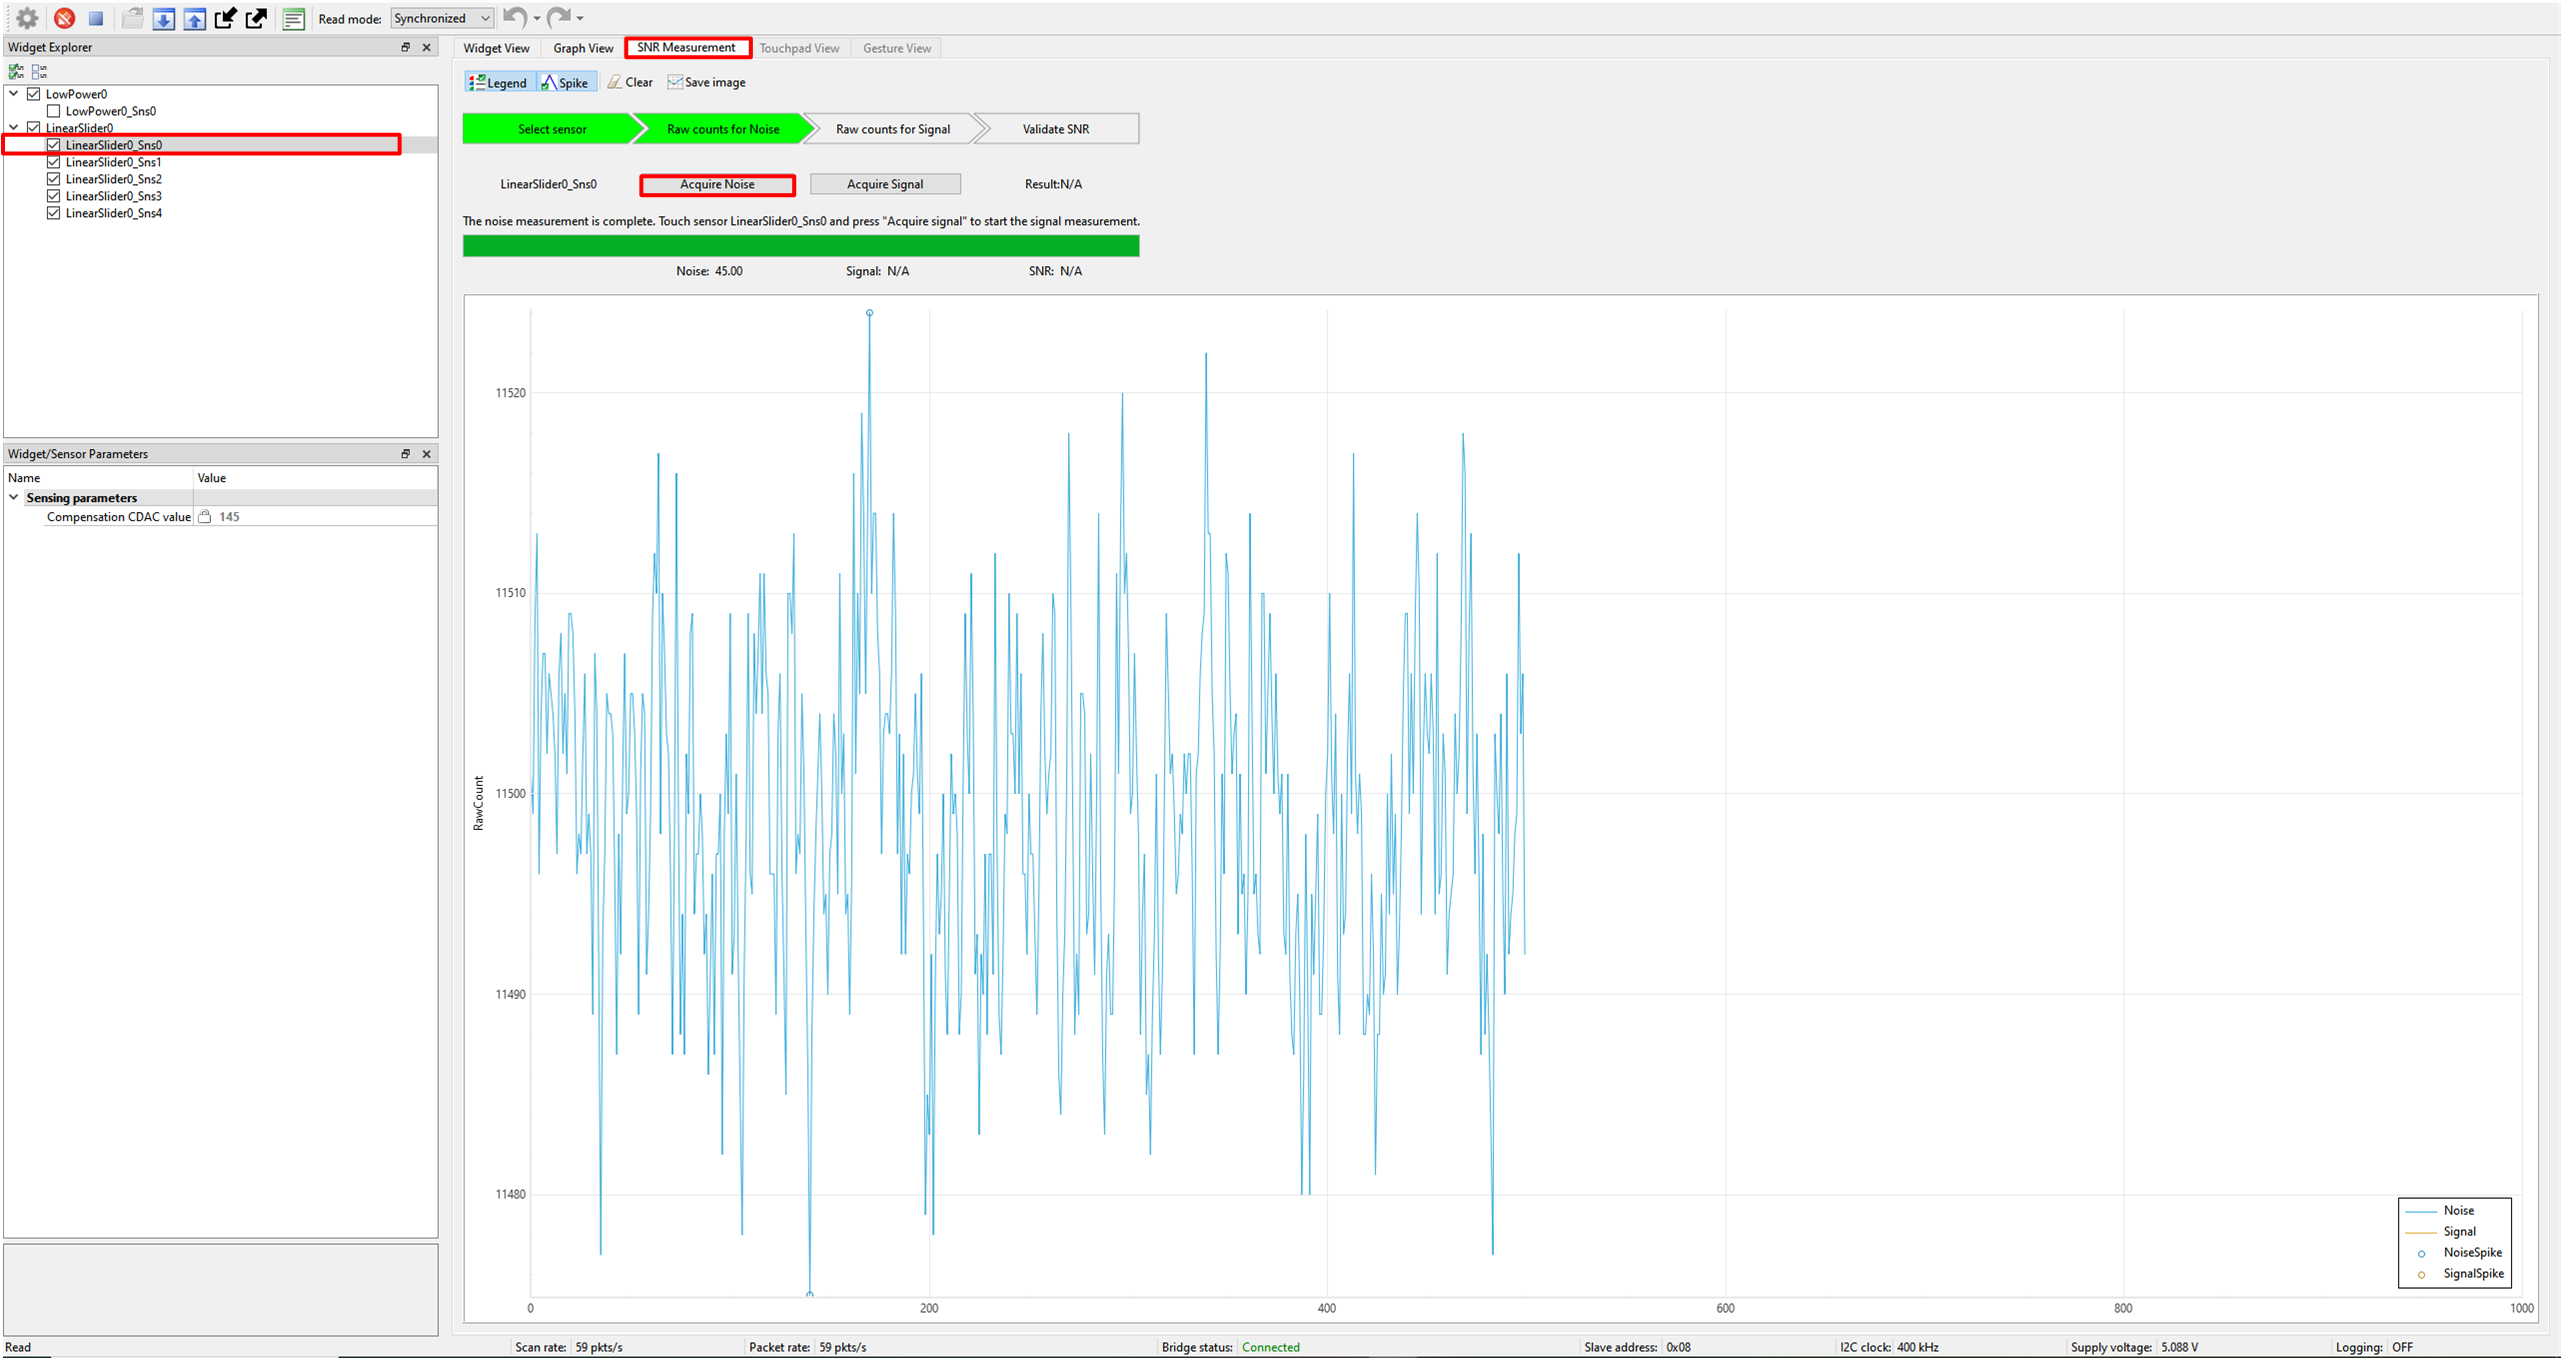 Read mode: Synchronized
Widget Explorer
LowPower0
LowPower0_Sns0
LinearSlider0
LinearSlider0_Sns0
LinearSlider0_Sns1
LinearSlider0_Sns2
LinearSlider0_Sns3
LinearSlider0_Sns4
Widget/Sensor Parameters
Name Value
Sensing parameters
Compensation CDAC value 145
Widget View Graph View SNR Measurement Touchpad View Gesture View
Legend Spike Clear Save image
Select sensor Raw counts for Noise Raw counts for Signal Validate SNR
LinearSlider0_Sns0 Acquire Noise Acquire Signal Result:N/A
The noise measurement is complete. Touch sensor LinearSlider0_Sns0 and press "Acquire signal" to start the signal measurement.
Noise: 45.00 Signal: N/A SNR: N/A
11520
11510
11500
RawCount
11490
11480
0 200 400 600 800 1000
Noise
Signal
NoiseSpike
SignalSpike
Read Scan rate: 59 pkts/s Packet rate: 59 pkts/s Bridge status: Connected Slave address: 0x08 I2C clock: 400 kHz Supply voltage: 5.088 V Logging: OFF